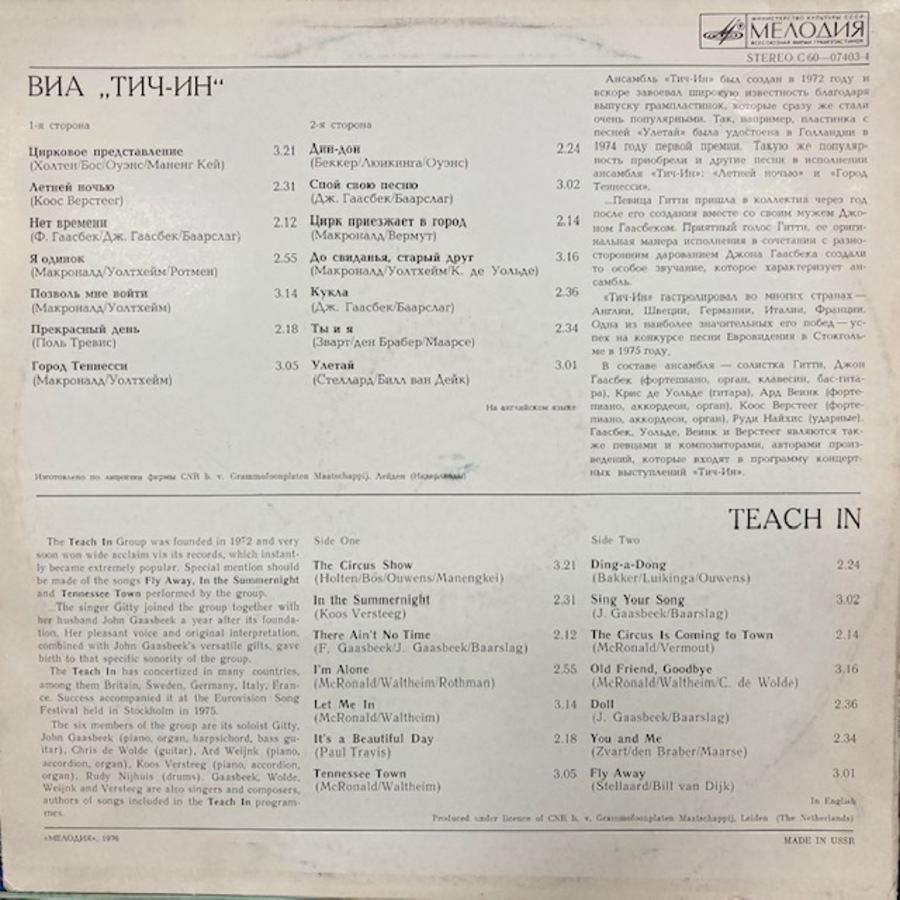 МИНИСТЕРСТВО КУЛЬТУРЫ СССР
МЕЛОДИЯ
ВСЕСОЮЗНАЯ ФИРМА ГРАМПЛАСТИНОК
STEREO С60—07403-4
ВИА „ТИЧ-ИН“
1-я сторона
Цирковое представление 3.21
(Холтен/Бос/Оуэнс/Маненг Кей)
Летней ночью 2.31
(Коос Верстеег)
Нет времени 2.12
(Ф. Гаасбек/Дж. Гаасбек/Баарслаг)
Я одинок 2.55
(Макрональд/Уолтхейм/Ротмен)
Позволь мне войти 3.14
(Макрональд/Уолтхейм)
Прекрасный день 2.18
(Поль Тревис)
Город Теннесси 3.05
(Макрональд/Уолтхейм)
2-я сторона
Дин-дон 2.24
(Беккер/Люикинга/Оуэнс)
Спой свою песню 3.02
(Дж. Гаасбек/Баарслаг)
Цирк приезжает в город 2.14
(Макрональд/Вермут)
До свиданья, старый друг 3.16
(Макрональд/Уолтхейм/К. де Уольде)
Кукла 2.36
(Дж. Гаасбек/Баарслаг)
Ты и я 2.34
(Зварт/ден Брабер/Маарсе)
Улетай 3.01
(Стеллард/Билл ван Дейк)
На английском языке
Изготовлено по лицензии фирмы CNR b. v. Grammofoonplaten Maatschappij, Лейден (Нидерланды)
Ансамбль «Тич-Ин» был создан в 1972 году и
вскоре завоевал широкую известность благодаря
выпуску грампластинок, которые сразу же стали
очень популярными. Так, например, пластинка с
песней «Улетай» была удостоена в Голландии в
1974 году первой премии. Такую же популяр-
ность приобрели и другие песни в исполнении
ансамбля «Тич-Ин»: «Летней ночью» и «Город
Теннесси».
...Певица Гитти пришла в коллектив через год
после его создания вместе со своим мужем Джо-
ном Гаасбеком. Приятный голос Гитти, ее ориги-
нальная манера исполнения в сочетании с разно-
сторонним дарованием Джона Гаасбека создали
то особое звучание, которое характеризует ан-
самбль.
«Тич-Ин» гастролировал во многих странах—
Англии, Швеции, Германии, Италии, Франции.
Одна из наиболее значительных его побед—ус-
пех на конкурсе песни Евровидения в Стокголь-
ме в 1975 году.
В составе ансамбля — солистка Гитти, Джон
Гаасбек (фортепиано, орган, клавесин, бас-гита-
ра), Крис де Уольде (гитара), Ард Веинк (форте-
пиано, аккордеон, орган), Коос Верстеег (форте-
пиано, аккордеон, орган), Руди Найхис (ударные).
Гаасбек, Уольде, Веинк и Верстеег являются так-
же певцами и композиторами, авторами произ-
ведений, которые входят в программу концерт-
ных выступлений «Тич-Ин».
TEACH IN
The Teach In Group was founded in 1972 and very
soon won wide acclaim via its records, which instant-
ly became extremely popular. Special mention should
be made of the songs Fly Away, In the Summernight
and Tennessee Town performed by the group.
...The singer Gitty joined the group together with
her husband John Gaasbeek a year after its founda-
tion. Her pleasant voice and original interpretation,
combined with John Gaasbeek's versatile gifts, gave
birth to that specific sonority of the group.
The Teach In has concertized in many countries,
among them Britain, Sweden, Germany, Italy, Fran-
ce. Success accompanied it at the Eurovision Song
Festival held in Stockholm in 1975.
The six members of the group are its soloist Gitty,
John Gaasbeek (piano, organ, harpsichord, bass gu-
itar), Chris de Wolde (guitar), Ard Weijnk (piano,
accordion, organ), Koos Versteeg (piano, accordion,
organ), Rudy Nijhuis (drums). Gaasbeek, Wolde,
Weijnk and Versteeg are also singers and composers,
authors of songs included in the Teach In program-
mes.
Side One
The Circus Show 3.21
(Holten/Bös/Ouwens/Manengkei)
In the Summernight 2.31
(Koos Versteeg)
There Ain't No Time 2.12
(F. Gaasbeek/J. Gaasbeek/Baarslag)
I'm Alone 2.55
(McRonald/Waltheim/Rothman)
Let Me In 3.14
(McRonald/Waltheim)
It's a Beautiful Day 2.18
(Paul Travis)
Tennessee Town 3.05
(McRonald/Waltheim)
Side Two
Ding-a-Dong 2.24
(Bakker/Luikinga/Ouwens)
Sing Your Song 3.02
(J. Gaasbeek/Baarslag)
The Circus Is Coming to Town 2.14
(McRonald/Vermout)
Old Friend, Goodbye 3.16
(McRonald/Waltheim/C. de Wolde)
Doll 2.36
(J. Gaasbeek/Baarslag)
You and Me 2.34
(Zvart/den Braber/Maarse)
Fly Away 3.01
(Stellaard/Bill van Dijk)
In English
Produced under licence of CNR b. v. Grammofoonplaten Maatschappij, Leiden (The Netherlands)
«МЕЛОДИЯ», 1976
MADE IN USSR